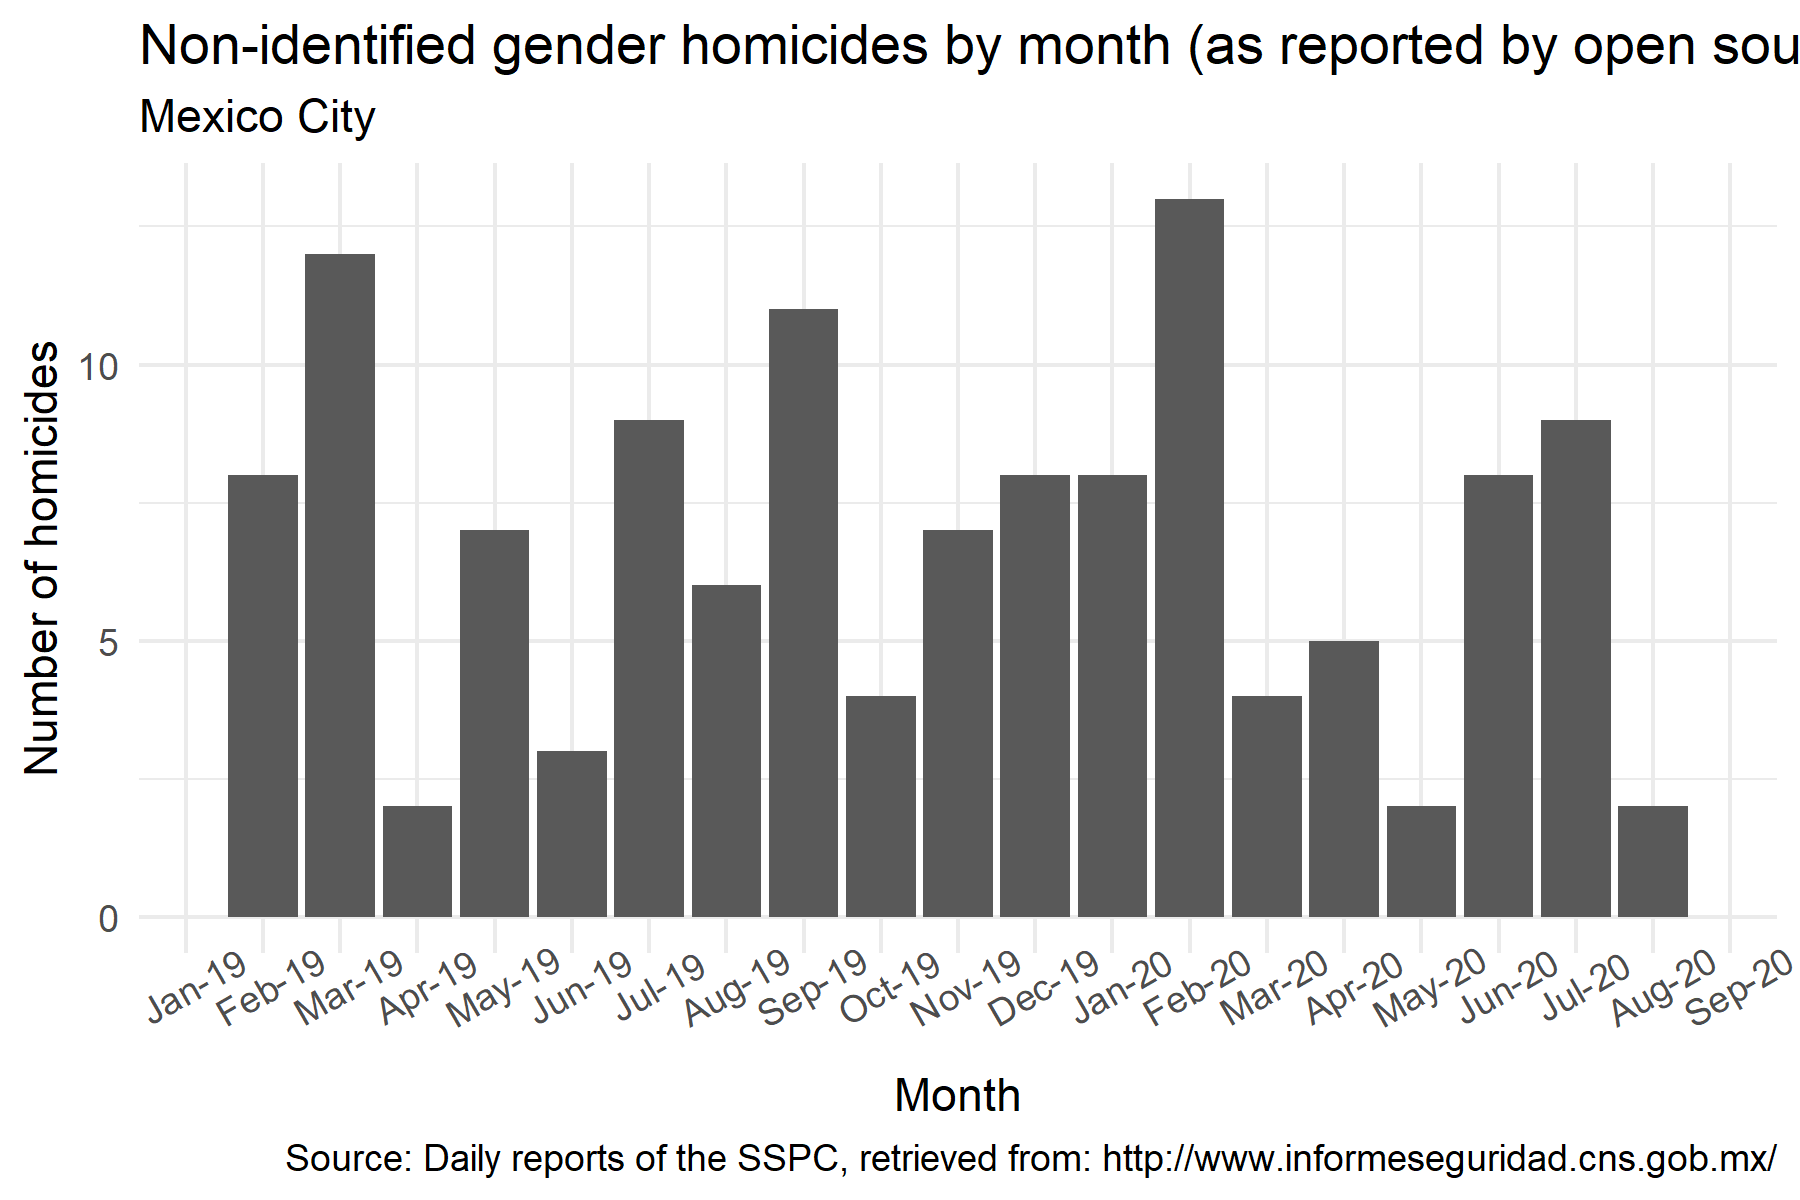 Non-identified gender homicides by month (as reported by open sou
Mexico City
Number of homicides
10
5
0
Jan-19
Feb-19
Mar-19
Apr-19
May-19
Jun-19
Jul-19
Aug-19
Sep-19
Oct-19
Nov-19
Dec-19
Jan-20
Feb-20
Mar-20
Apr-20
May-20
Jun-20
Jul-20
Aug-20
Sep-20
Month
Source: Daily reports of the SSPC, retrieved from: http://www.informeseguridad.cns.gob.mx/